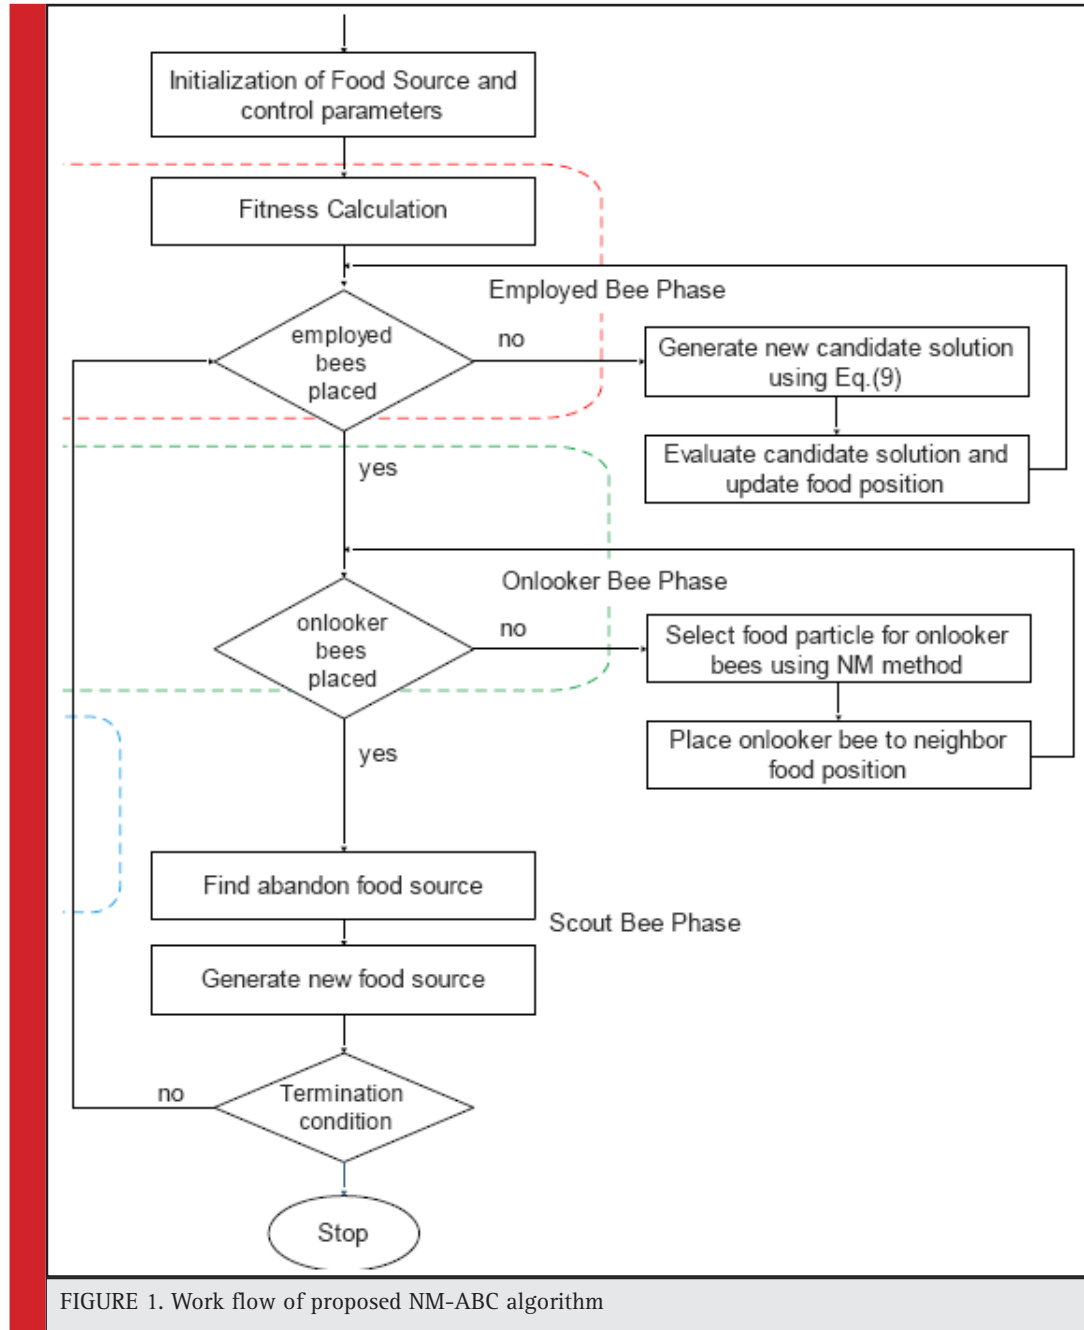 Initialization of Food Source and
control parameters
Fitness Calculation
Employed Bee Phase
employed
bees
placed
no
Generate new candidate solution
using Eq.(9)
Evaluate candidate solution and
update food position
yes
Onlooker Bee Phase
onlooker
bees
placed
no
Select food particle for onlooker
bees using NM method
Place onlooker bee to neighbor
food position
yes
Find abandon food source
Scout Bee Phase
Generate new food source
Termination
condition
no
Stop
FIGURE 1. Work flow of proposed NM-ABC algorithm